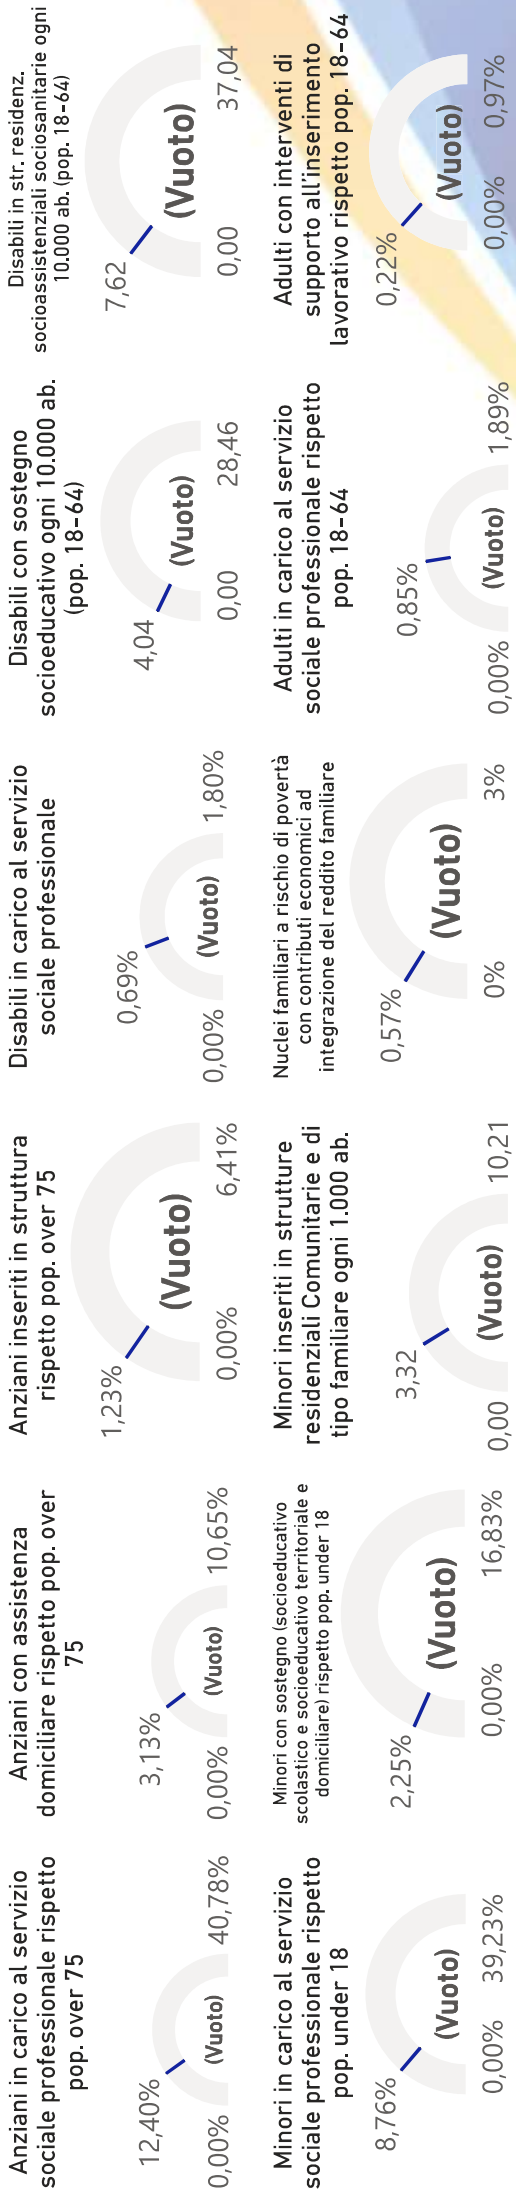 Anziani in carico al servizio
sociale professionale rispetto
pop. over 75
12,40%
(Vuoto)
0,00%
40,78%
Anziani con assistenza
domiciliare rispetto pop. over
75
3,13%
(Vuoto)
0,00%
10,65%
Anziani inseriti in struttura
rispetto pop. over 75
1,23%
(Vuoto)
0,00%
6,41%
Disabili in carico al servizio
sociale professionale
0,69%
(Vuoto)
0,00%
1,80%
Disabili con sostegno
socioeducativo ogni 10.000 ab.
(pop. 18-64)
4,04
(Vuoto)
0,00
28,46
Disabili in str. residenz.
socioassistenziali sociosanitarie ogni
10.000 ab. (pop. 18-64)
7,62
(Vuoto)
0,00
37,04
Minori in carico al servizio
sociale professionale rispetto
pop. under 18
8,76%
(Vuoto)
0,00%
39,23%
Minori con sostegno (socioeducativo
scolastico e socioeducativo territoriale e
domiciliare) rispetto pop. under 18
2,25%
(Vuoto)
0,00%
16,83%
Minori inseriti in strutture
residenziali Comunitarie e di
tipo familiare ogni 1.000 ab.
3,32
(Vuoto)
0,00
10,21
Nuclei familiari a rischio di povertà
con contributi economici ad
integrazione del reddito familiare
0,57%
(Vuoto)
0%
3%
Adulti in carico al servizio
sociale professionale rispetto
pop. 18-64
0,85%
(Vuoto)
0,00%
1,89%
Adulti con interventi di
supporto all'inserimento
lavorativo rispetto pop. 18-64
0,22%
(Vuoto)
0,00%
0,97%